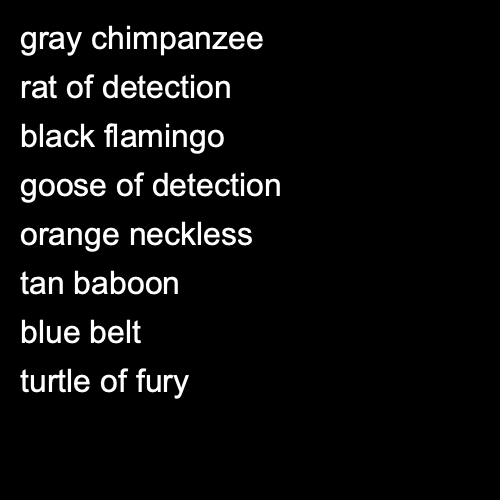 gray chimpanzee
rat of detection
black flamingo
goose of detection
orange neckless
tan baboon
blue belt
turtle of fury